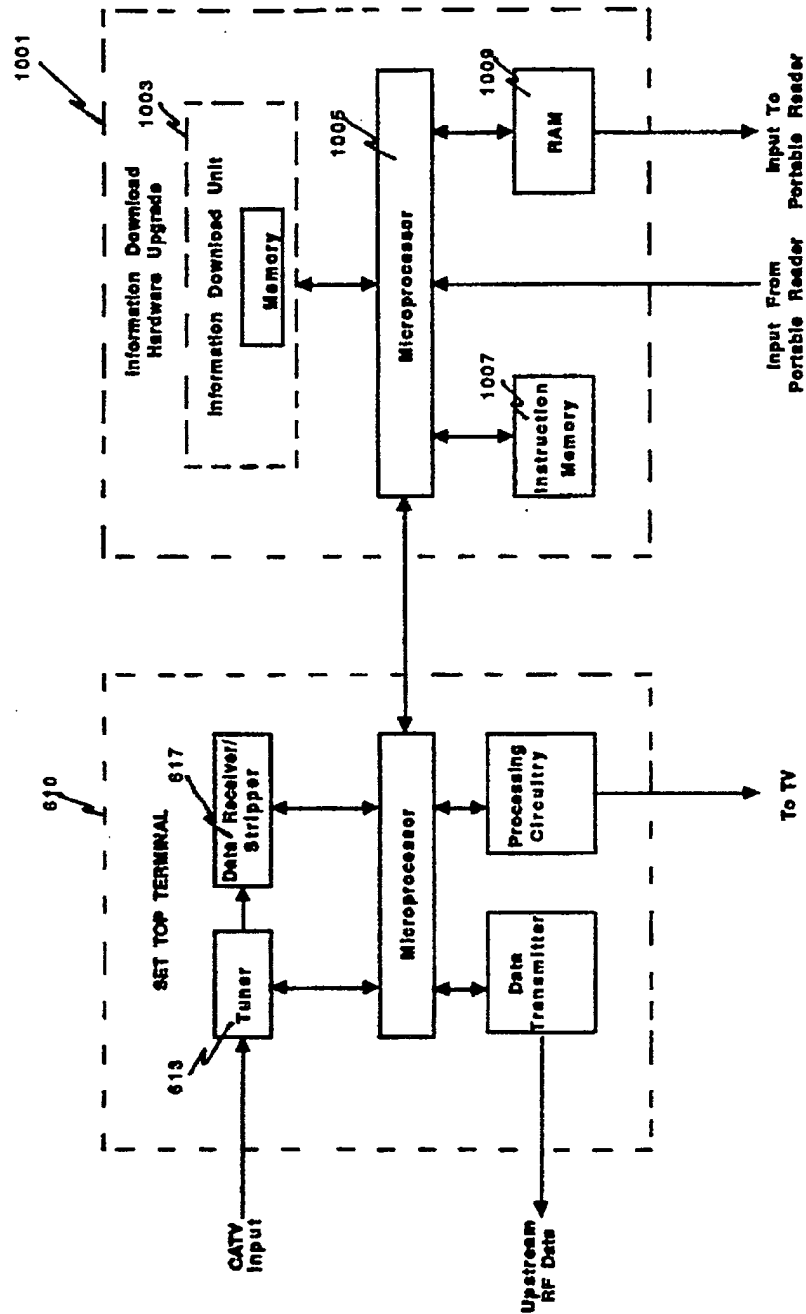 610
SET TOP TERMINAL
CATV
Input
613
Tuner
617
Data Receiver/
Stripper
Microprocessor
Data
Transmitter
Processing
Circuitry
Upstream
RF Data
To TV
1001
Information Download
Hardware Upgrade
1003
Information Download Unit
Memory
1005
Microprocessor
1007
Instruction
Memory
1009
RAM
Input From
Portable Reader
Input To
Portable Reader